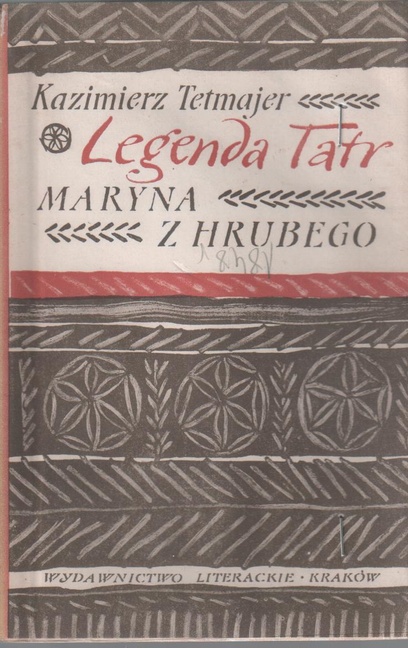 Kazimierz Tetmajer
Legenda Tatr
MARYNA
Z HRUBEGO
WYDAWNICTWO LITERACKIE · KRAKÓW